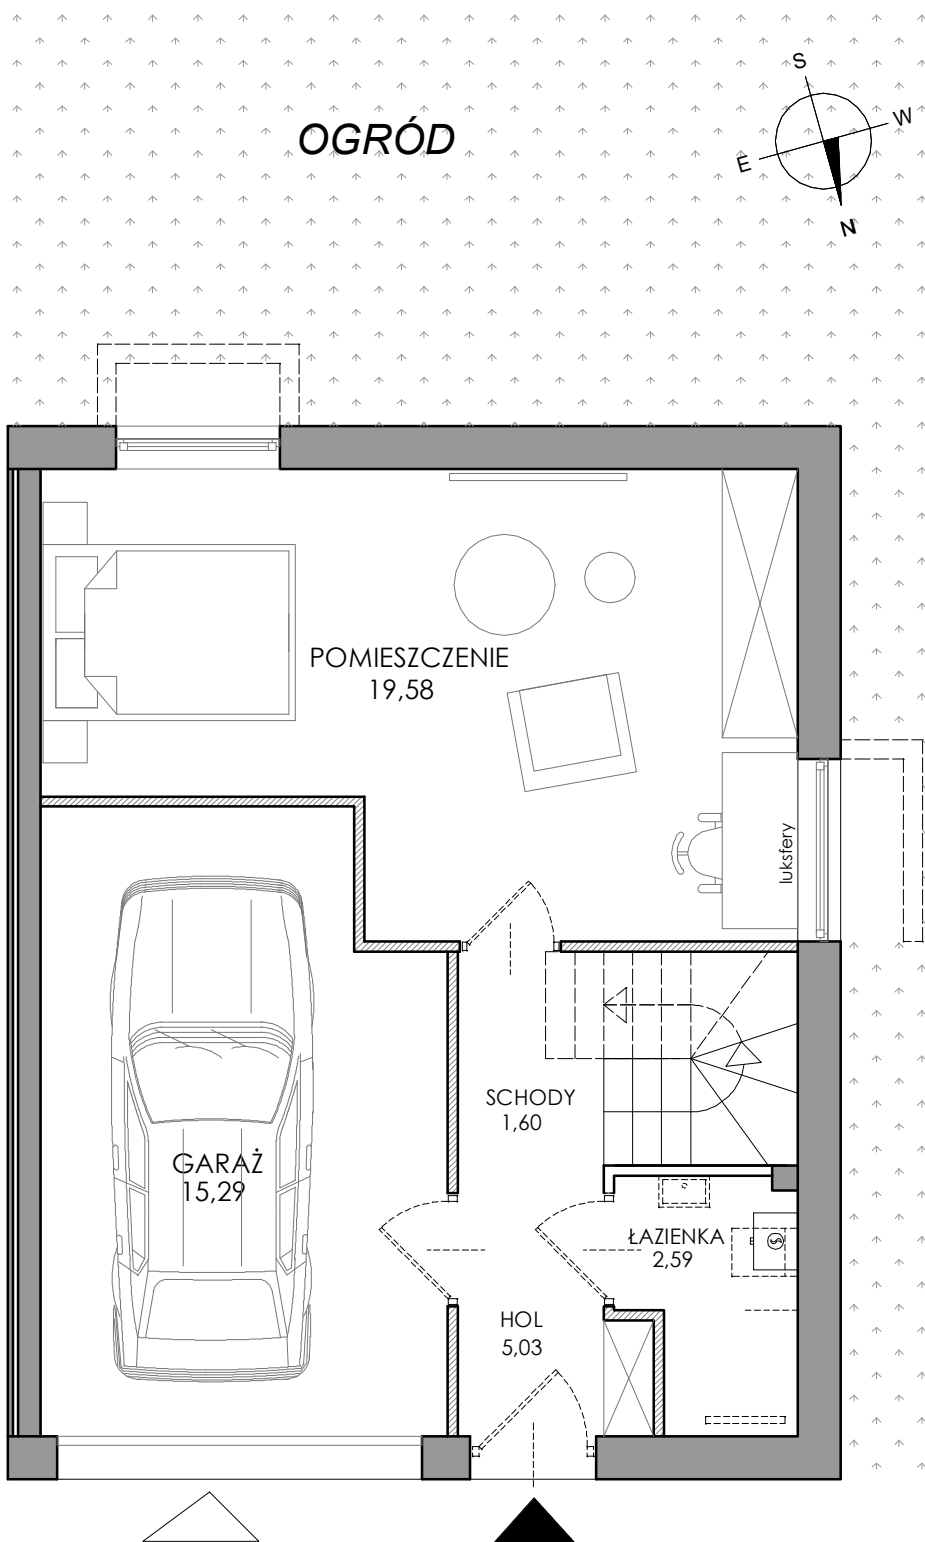 S
OGRÓD
W
E
N
POMIESZCZENIE
19,58
luksfery
SCHODY
1,60
GARAŻ
15,29
ŁAZIENKA
2,59
HOL
5,03